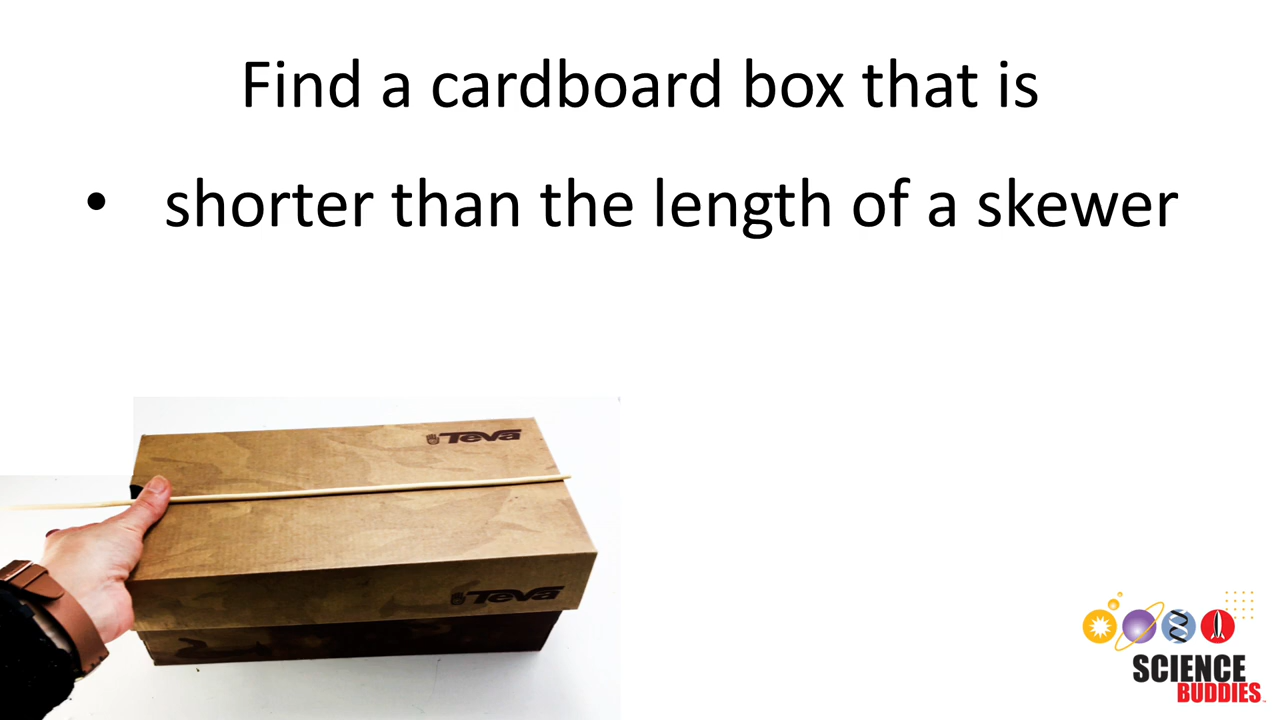 Find a cardboard box that is
• shorter than the length of a skewer
Teva
Teva
SCIENCE
BUDDIES